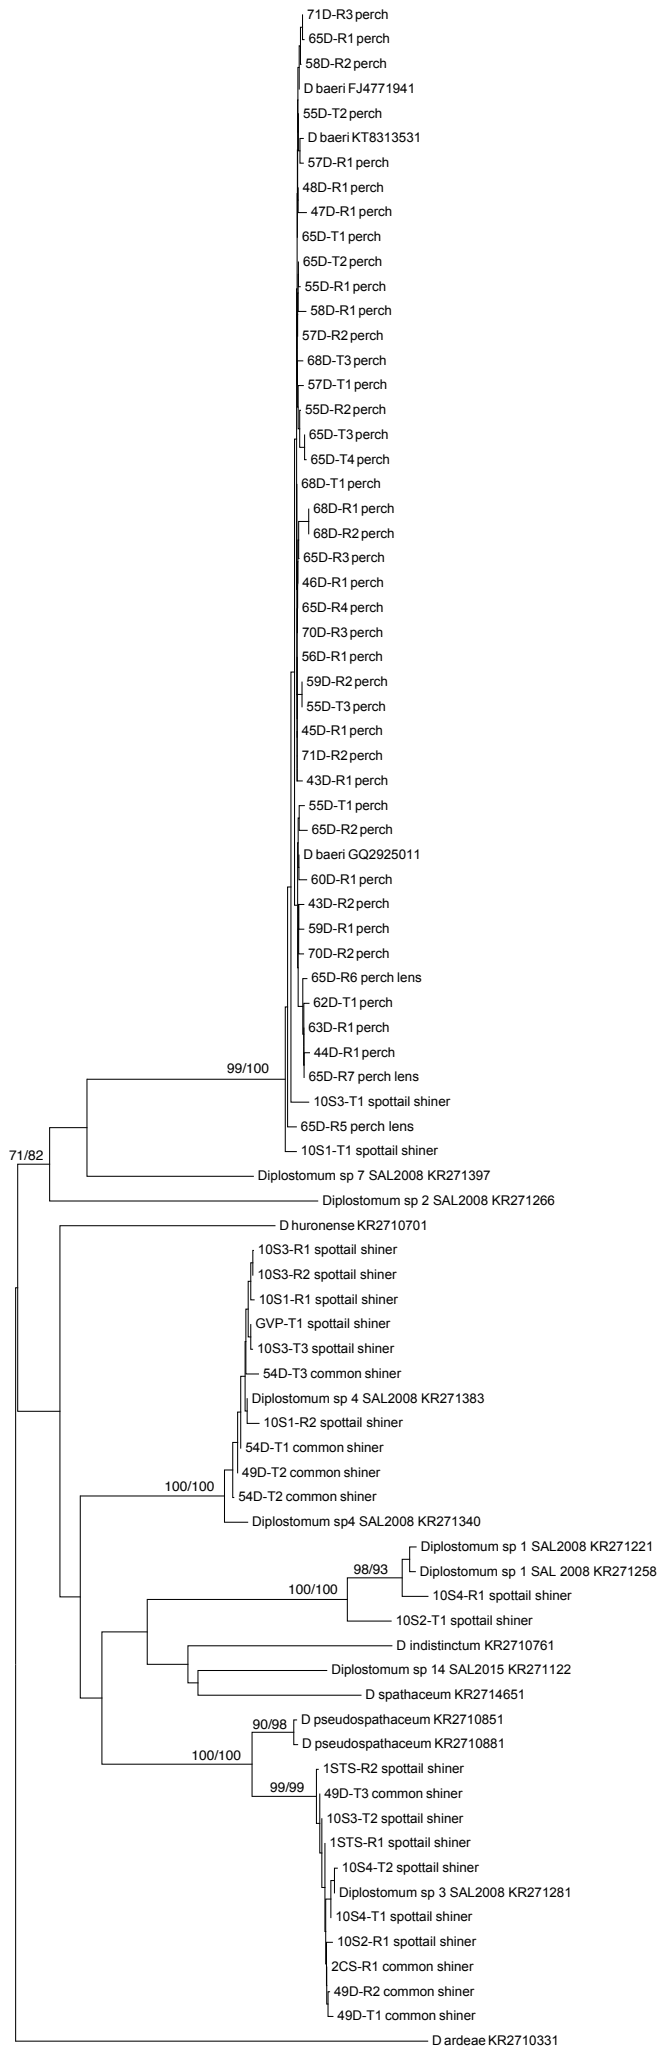 71D-R3 perch
65D-R1 perch
58D-R2 perch
D baeri FJ4771941
55D-T2 perch
D baeri KT8313531
57D-R1 perch
48D-R1 perch
47D-R1 perch
65D-T1 perch
65D-T2 perch
55D-R1 perch
58D-R1 perch
57D-R2 perch
68D-T3 perch
57D-T1 perch
55D-R2 perch
65D-T3 perch
65D-T4 perch
68D-T1 perch
68D-R1 perch
68D-R2 perch
65D-R3 perch
46D-R1 perch
65D-R4 perch
70D-R3 perch
56D-R1 perch
59D-R2 perch
55D-T3 perch
45D-R1 perch
71D-R2 perch
43D-R1 perch
55D-T1 perch
65D-R2 perch
D baeri GQ2925011
60D-R1 perch
43D-R2 perch
59D-R1 perch
70D-R2 perch
65D-R6 perch lens
62D-T1 perch
63D-R1 perch
44D-R1 perch
99/100
65D-R7 perch lens
10S3-T1 spottail shiner
65D-R5 perch lens
10S1-T1 spottail shiner
71/82
Diplostomum sp 7 SAL2008 KR271397
Diplostomum sp 2 SAL2008 KR271266
D huronense KR2710701
10S3-R1 spottail shiner
10S3-R2 spottail shiner
10S1-R1 spottail shiner
GVP-T1 spottail shiner
10S3-T3 spottail shiner
54D-T3 common shiner
Diplostomum sp 4 SAL2008 KR271383
10S1-R2 spottail shiner
54D-T1 common shiner
49D-T2 common shiner
100/100
54D-T2 common shiner
Diplostomum sp4 SAL2008 KR271340
Diplostomum sp 1 SAL2008 KR271221
98/93
Diplostomum sp 1 SAL 2008 KR271258
100/100
10S4-R1 spottail shiner
10S2-T1 spottail shiner
D indistinctum KR2710761
Diplostomum sp 14 SAL2015 KR271122
D spathaceum KR2714651
D pseudospathaceum KR2710851
90/98
D pseudospathaceum KR2710881
100/100
1STS-R2 spottail shiner
99/99
49D-T3 common shiner
10S3-T2 spottail shiner
1STS-R1 spottail shiner
10S4-T2 spottail shiner
Diplostomum sp 3 SAL2008 KR271281
10S4-T1 spottail shiner
10S2-R1 spottail shiner
2CS-R1 common shiner
49D-R2 common shiner
49D-T1 common shiner
D ardeae KR2710331